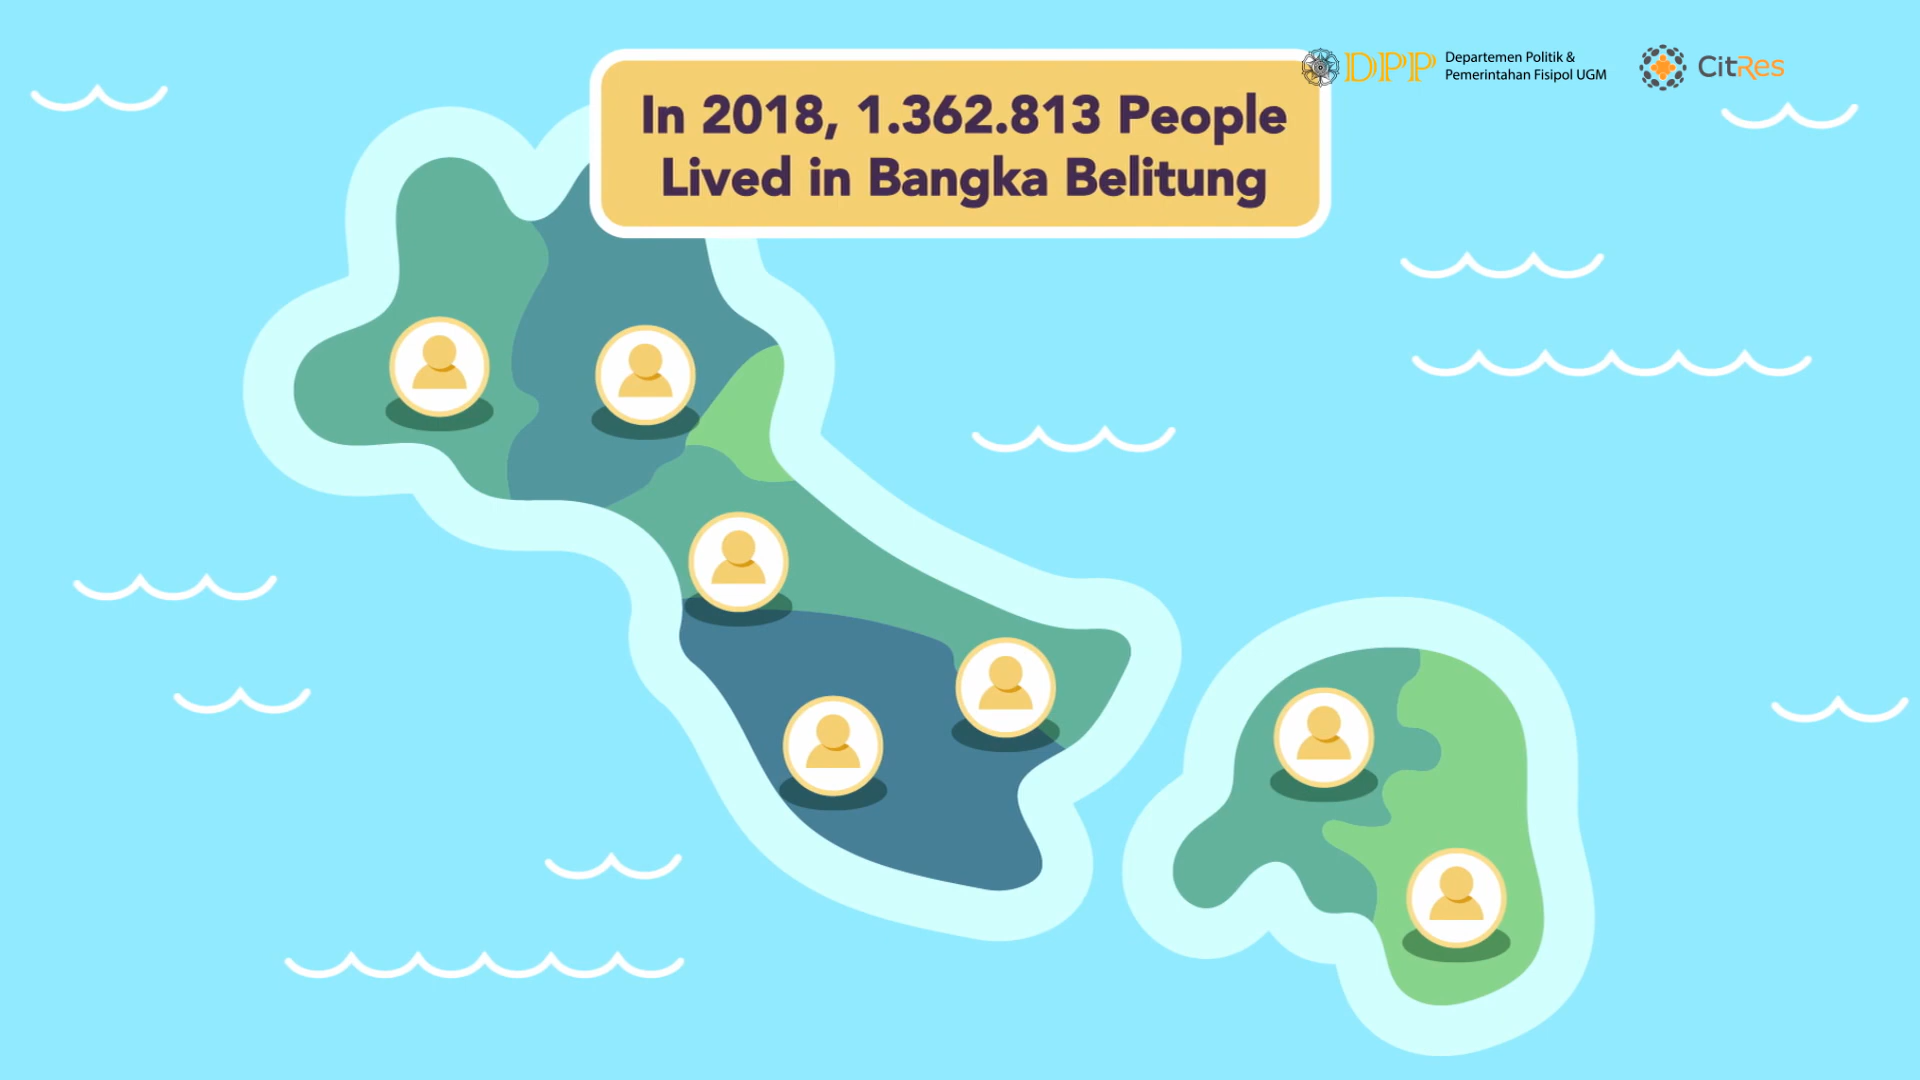 In 2018, 1.362.813 People
Lived in Bangka Belitung
DPP
Departemen Politik &
Pemerintahan Fisipol UGM
CitRes